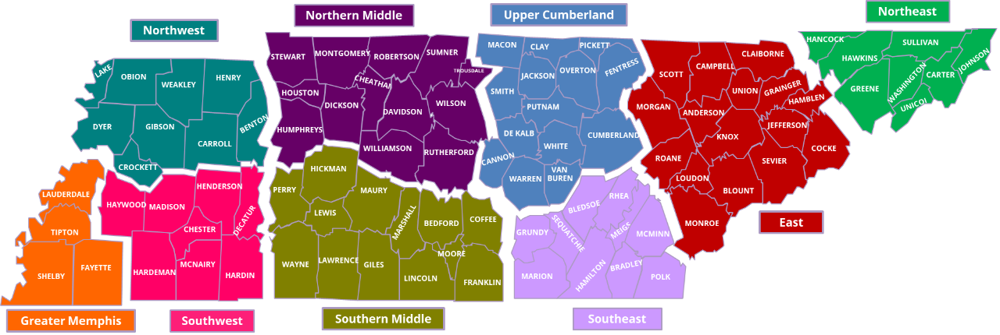 Northwest
LAKE
OBION
WEAKLEY
HENRY
DYER
GIBSON
BENTON
CARROLL
CROCKETT
Northern Middle
STEWART
MONTGOMERY
ROBERTSON
SUMNER
TROUSDALE
HOUSTON
CHEATHAM
DICKSON
DAVIDSON
WILSON
HUMPHREYS
WILLIAMSON
RUTHERFORD
Upper Cumberland
MACON
CLAY
PICKETT
JACKSON
OVERTON
FENTRESS
SMITH
PUTNAM
DE KALB
WHITE
CUMBERLAND
CANNON
WARREN
VAN
BUREN
SCOTT
CAMPBELL
CLAIBORNE
MORGAN
ANDERSON
UNION
GRAINGER
HAMBLEN
KNOX
JEFFERSON
COCKE
ROANE
LOUDON
BLOUNT
SEVIER
MONROE
East
Northeast
HANCOCK
HAWKINS
SULLIVAN
JOHNSON
GREENE
WASHINGTON
CARTER
UNICOI
LAUDERDALE
TIPTON
SHELBY
FAYETTE
Greater Memphis
HAYWOOD
MADISON
HENDERSON
DECATUR
CHESTER
HARDEMAN
MCNAIRY
HARDIN
Southwest
HICKMAN
PERRY
MAURY
LEWIS
MARSHALL
BEDFORD
COFFEE
WAYNE
LAWRENCE
GILES
MOORE
LINCOLN
FRANKLIN
Southern Middle
RHEA
BLEDSOE
GRUNDY
SEQUATCHIE
MEIGS
MCMINN
MARION
HAMILTON
BRADLEY
POLK
Southeast